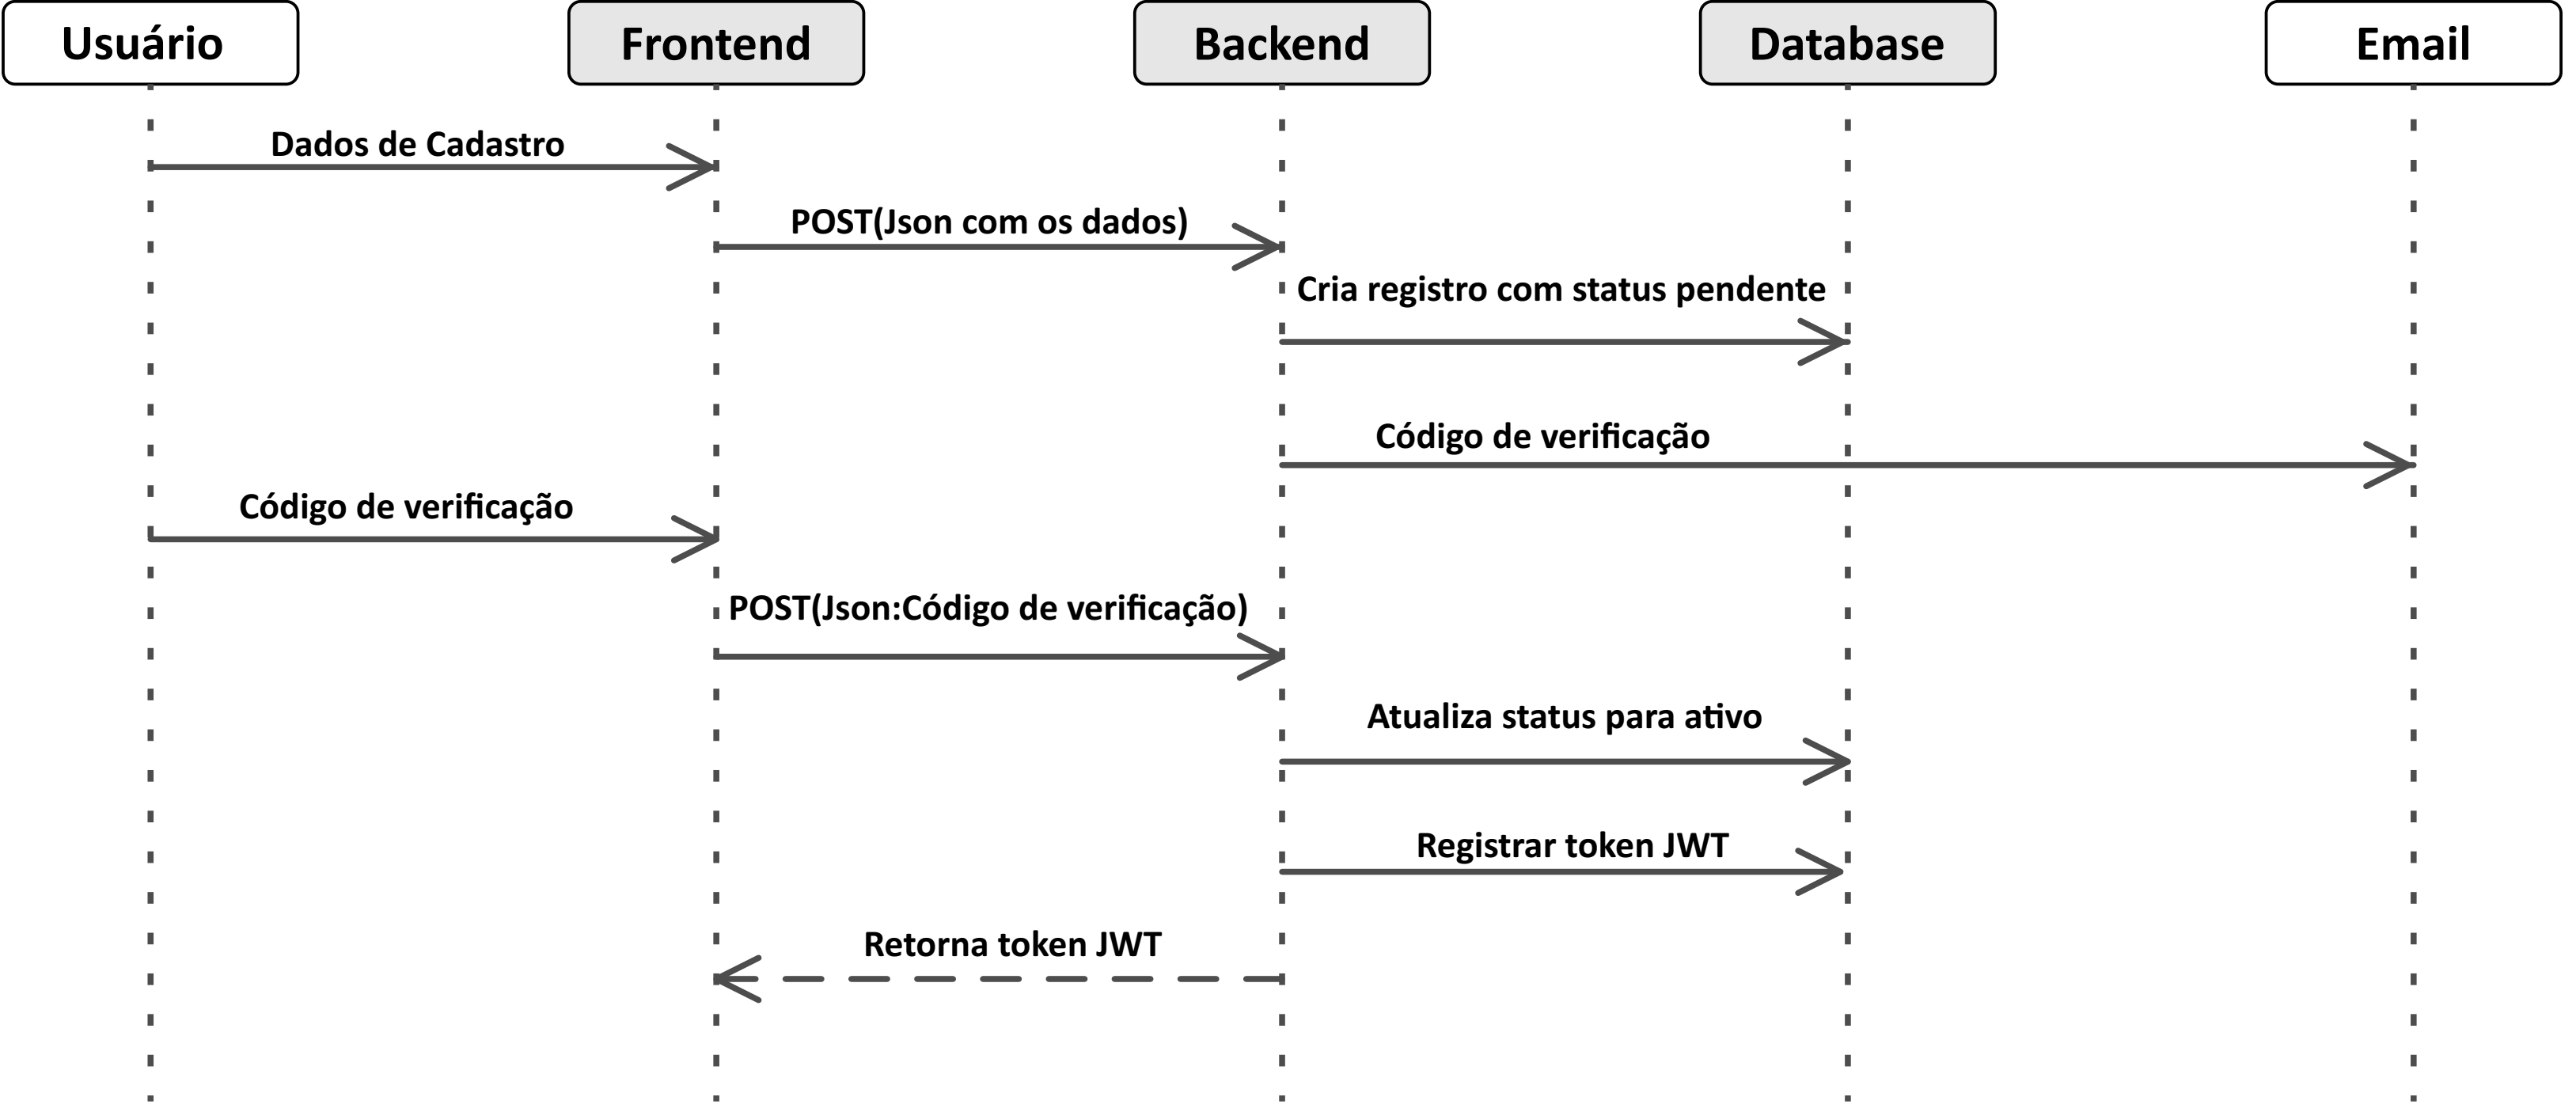 Usuário
Frontend
Backend
Database
Email
Dados de Cadastro
POST(Json com os dados)
Cria registro com status pendente
Código de verificação
Código de verificação
POST(Json:Código de verificação)
Atualiza status para ativo
Registrar token JWT
Retorna token JWT